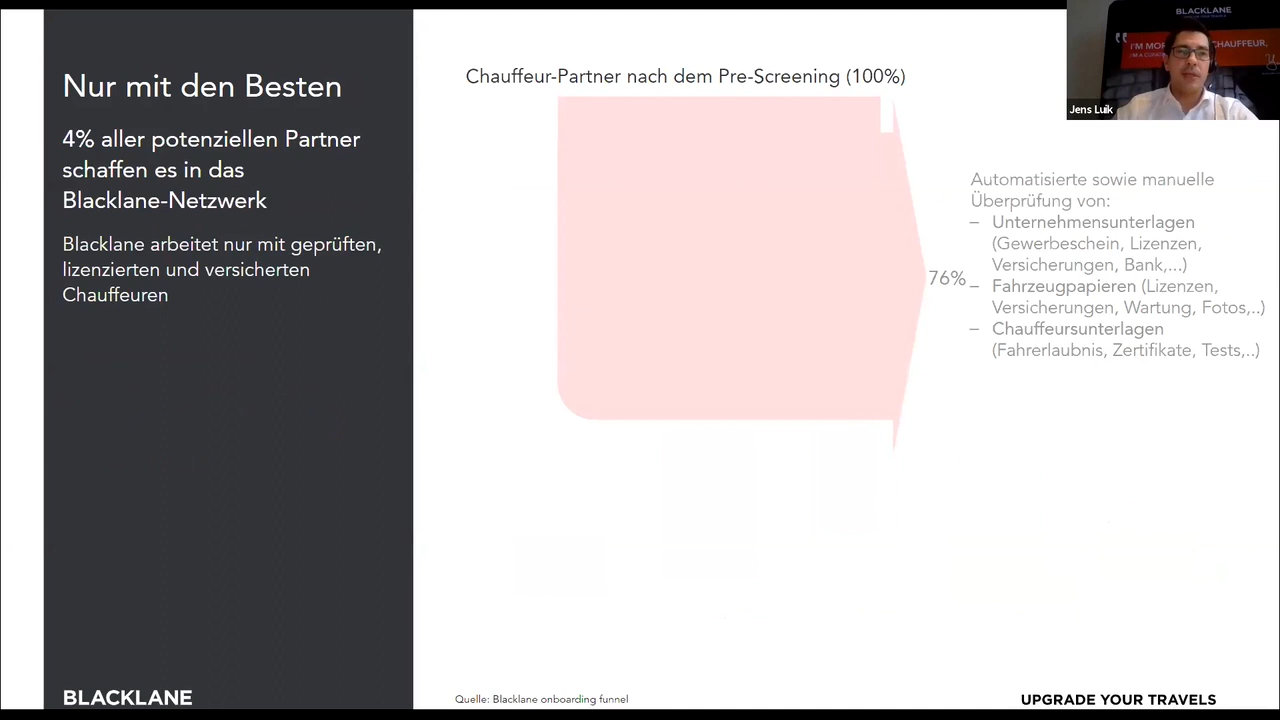 Nur mit den Besten
4% aller potenziellen Partner
schaffen es in das
Blacklane-Netzwerk
Blacklane arbeitet nur mit geprüften,
lizenzierten und versicherten
Chauffeuren
BLACKLANE
Chauffeur-Partner nach dem Pre-Screening (100%)
76%
Automatisierte sowie manuelle
Überprüfung von:
– Unternehmensunterlagen
(Gewerbeschein, Lizenzen,
Versicherungen, Bank,...)
– Fahrzeugpapieren (Lizenzen,
Versicherungen, Wartung, Fotos,..)
– Chauffeursunterlagen
(Fahrerlaubnis, Zertifikate, Tests,..)
Quelle: Blacklane onboarding funnel
UPGRADE YOUR TRAVELS
BLACKLANE
I'M CHAUFFEUR,
Jens Luik